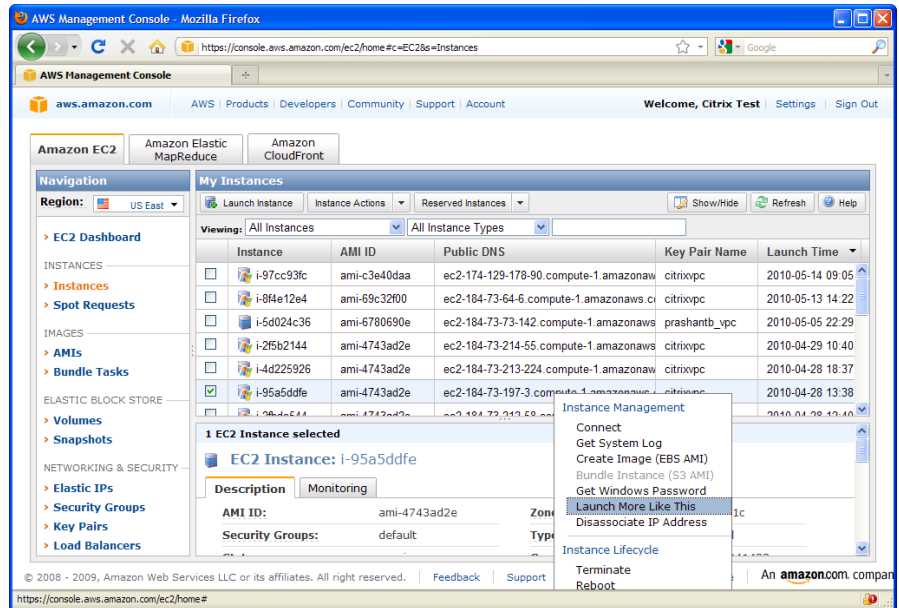 AWS Management Console - Mozilla Firefox
https://console.aws.amazon.com/ec2/home#c=EC2&s=Instances
Google
AWS Management Console
aws.amazon.com AWS | Products | Developers | Community | Support | Account Welcome, Citrix Test | Settings | Sign Out
Amazon EC2
Amazon Elastic MapReduce
Amazon CloudFront
Navigation
Region: US East
EC2 Dashboard
INSTANCES
Instances
Spot Requests
IMAGES
AMIs
Bundle Tasks
ELASTIC BLOCK STORE
Volumes
Snapshots
NETWORKING & SECURITY
Elastic IPs
Security Groups
Key Pairs
Load Balancers
My Instances
Launch Instance Instance Actions Reserved Instances Show/Hide Refresh Help
Viewing: All Instances All Instance Types
Instance AMI ID Public DNS Key Pair Name Launch Time
i-97cc93fc ami-c3e40daa ec2-174-129-178-90.compute-1.amazonaw citrixvpc 2010-05-14 09:05
i-8f4e12e4 ami-69c32f00 ec2-184-73-64-6.compute-1.amazonaws.c citrixvpc 2010-05-13 14:22
i-5d024c36 ami-6780690e ec2-184-73-73-142.compute-1.amazonaws prashantb_vpc 2010-05-05 22:29
i-2f5b2144 ami-4743ad2e ec2-184-73-214-55.compute-1.amazonaw citrixvpc 2010-04-29 10:40
i-4d225926 ami-4743ad2e ec2-184-73-213-224.compute-1.amazonaw citrixvpc 2010-04-28 18:37
i-95a5ddfe ami-4743ad2e ec2-184-73-197-3.compute-1.amazonaws. citrixvpc 2010-04-28 13:38
1 EC2 Instance selected
EC2 Instance: i-95a5ddfe
Description Monitoring
AMI ID: ami-4743ad2e
Security Groups: default
Instance Management
Connect
Get System Log
Create Image (EBS AMI)
Bundle Instance (S3 AMI)
Get Windows Password
Launch More Like This
Disassociate IP Address
Instance Lifecycle
Terminate
Reboot
© 2008 - 2009, Amazon Web Services LLC or its affiliates. All right reserved. | Feedback | Support An amazon.com. compan
https://console.aws.amazon.com/ec2/home#